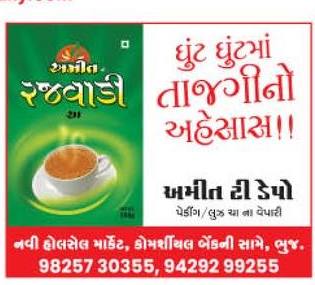 અમીત
રજવાડી
ચા
ઘુંટ ઘુંટમાં
તાજગીનો
અહેસાસ!!
અમીત ટી ડેપો
પેકીંગ/લુઝ ચા ના વેપારી
નવી હોલસેલ માર્કેટ, કોમર્શીયલ બેંકની સામે, ભુજ.
98257 30355, 94292 99255